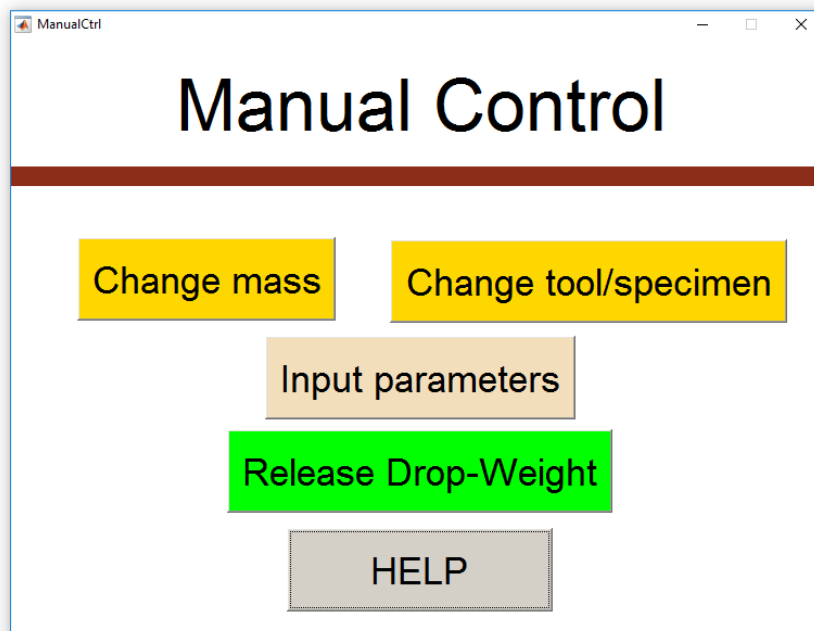 ManualCtrl
Manual Control
Change mass
Change tool/specimen
Input parameters
Release Drop-Weight
HELP